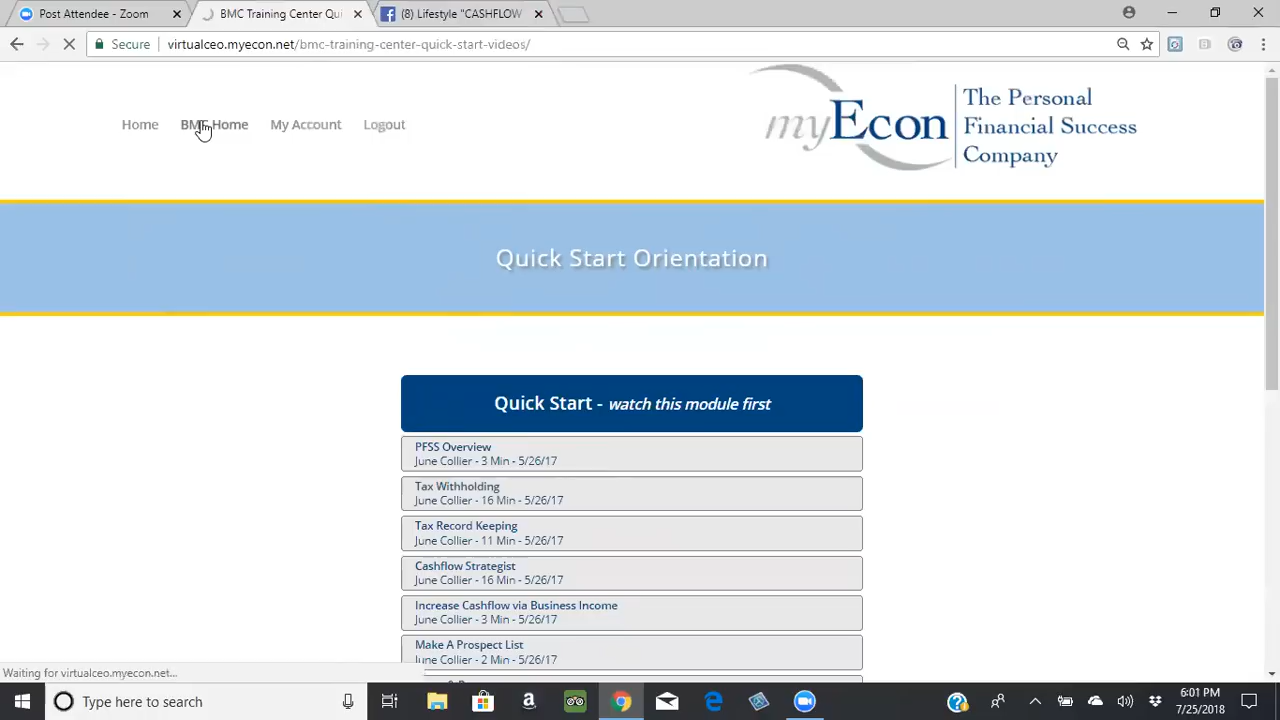 Post Attendee - Zoom
BMC Training Center Qui
(8) Lifestyle "CASHFLOW
Secure
virtualceo.myecon.net/bmc-training-center-quick-start-videos/
Home
BMC Home
My Account
Logout
myEcon
The Personal
Financial Success
Company
Quick Start Orientation
Quick Start - watch this module first
PFSS Overview
June Collier - 3 Min - 5/26/17
Tax Withholding
June Collier - 16 Min - 5/26/17
Tax Record Keeping
June Collier - 11 Min - 5/26/17
Cashflow Strategist
June Collier - 16 Min - 5/26/17
Increase Cashflow via Business Income
June Collier - 3 Min - 5/26/17
Make A Prospect List
June Collier - 2 Min - 5/26/17
Waiting for virtualceo.myecon.net...
Type here to search
6:01 PM
7/25/2018